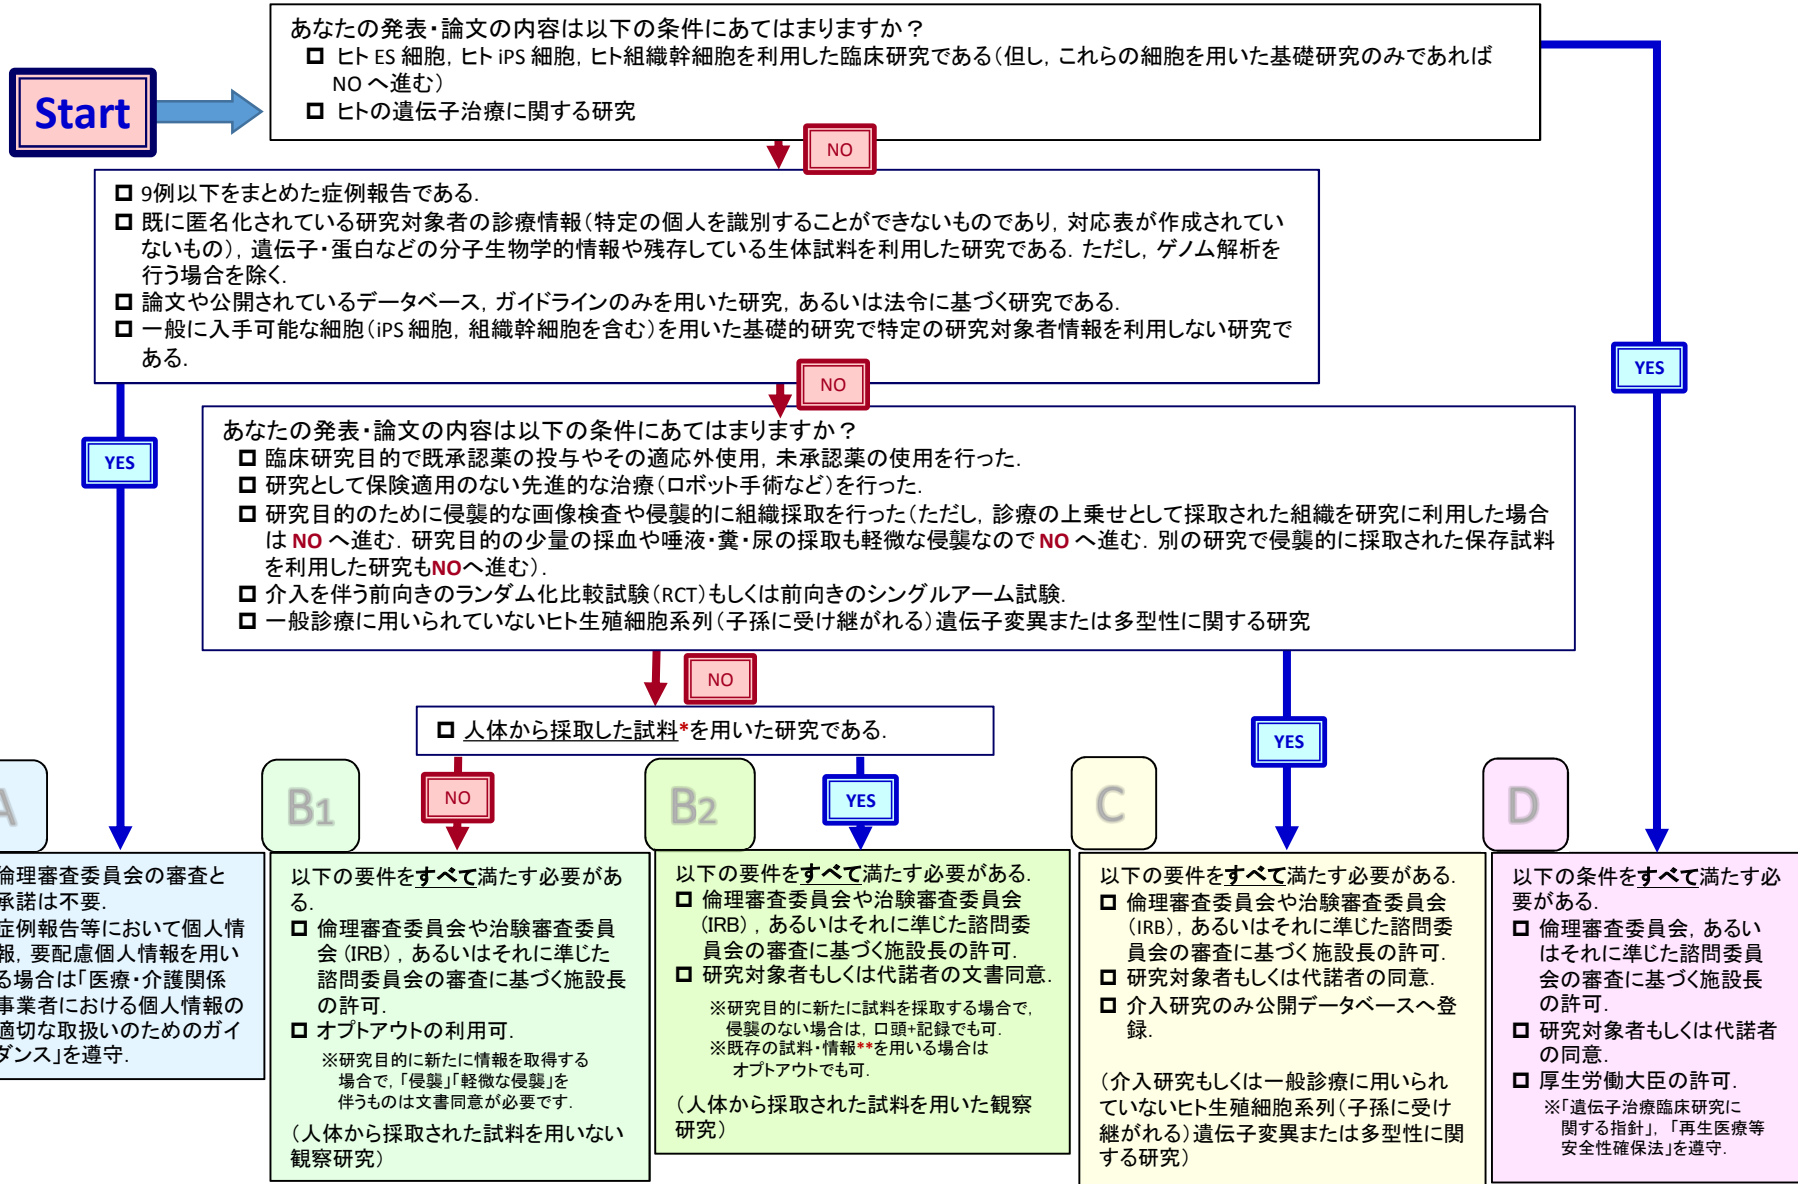 あなたの発表・論文の内容は以下の条件にあてはまりますか？
□ ヒト ES 細胞, ヒト iPS 細胞, ヒト組織幹細胞を利用した臨床研究である(但し, これらの細胞を用いた基礎研究のみであれば
NO へ進む)
□ ヒトの遺伝子治療に関する研究
Start
NO
□ 9例以下をまとめた症例報告である.
□ 既に匿名化されている研究対象者の診療情報(特定の個人を識別することができないものであり, 対応表が作成されてい
ないもの), 遺伝子・蛋白などの分子生物学的情報や残存している生体試料を利用した研究である. ただし, ゲノム解析を
行う場合を除く.
□ 論文や公開されているデータベース, ガイドラインのみを用いた研究, あるいは法令に基づく研究である.
□ 一般に入手可能な細胞(iPS 細胞, 組織幹細胞を含む)を用いた基礎的研究で特定の研究対象者情報を利用しない研究で
ある.
YES
NO
YES
あなたの発表・論文の内容は以下の条件にあてはまりますか？
□ 臨床研究目的で既承認薬の投与やその適応外使用, 未承認薬の使用を行った.
□ 研究として保険適用のない先進的な治療(ロボット手術など)を行った.
□ 研究目的のために侵襲的な画像検査や侵襲的に組織採取を行った(ただし, 診療の上乗せとして採取された組織を研究に利用した場合
は NO へ進む. 研究目的の少量の採血や唾液・糞・尿の採取も軽微な侵襲なので NO へ進む. 別の研究で侵襲的に採取された保存試料
を利用した研究もNOへ進む).
□ 介入を伴う前向きのランダム化比較試験(RCT)もしくは前向きのシングルアーム試験.
□ 一般診療に用いられていないヒト生殖細胞系列(子孫に受け継がれる)遺伝子変異または多型性に関する研究
NO
□ 人体から採取した試料*を用いた研究である.
YES
NO
YES
A
倫理審査委員会の審査と
承諾は不要.
症例報告等において個人情
報, 要配慮個人情報を用い
る場合は「医療・介護関係
事業者における個人情報の
適切な取扱いのためのガイ
ダンス」を遵守.
B1
以下の要件をすべて満たす必要があ
る.
□ 倫理審査委員会や治験審査委員
会 (IRB) , あるいはそれに準じた
諮問委員会の審査に基づく施設長
の許可.
□ オプトアウトの利用可.
※研究目的に新たに情報を取得する
場合で, 「侵襲」「軽微な侵襲」を
伴うものは文書同意が必要です.
(人体から採取された試料を用いない
観察研究)
B2
以下の要件をすべて満たす必要がある.
□ 倫理審査委員会や治験審査委員会
(IRB) , あるいはそれに準じた諮問委
員会の審査に基づく施設長の許可.
□ 研究対象者もしくは代諾者の文書同意.
※研究目的に新たに試料を採取する場合で,
侵襲のない場合は, 口頭+記録でも可.
※既存の試料・情報**を用いる場合は
オプトアウトでも可.
(人体から採取された試料を用いた観察
研究)
C
以下の要件をすべて満たす必要がある.
□ 倫理審査委員会や治験審査委員会
(IRB) , あるいはそれに準じた諮問委
員会の審査に基づく施設長の許可.
□ 研究対象者もしくは代諾者の同意.
□ 介入研究のみ公開データベースへ登
録.
(介入研究もしくは一般診療に用いられ
ていないヒト生殖細胞系列(子孫に受け
継がれる)遺伝子変異または多型性に関
する研究)
D
以下の条件をすべて満たす必
要がある.
□ 倫理審査委員会, あるい
はそれに準じた諮問委員
会の審査に基づく施設長
の許可.
□ 研究対象者もしくは代諾者
の同意.
□ 厚生労働大臣の許可.
※「遺伝子治療臨床研究に
関する指針」, 「再生医療等
安全性確保法」を遵守.